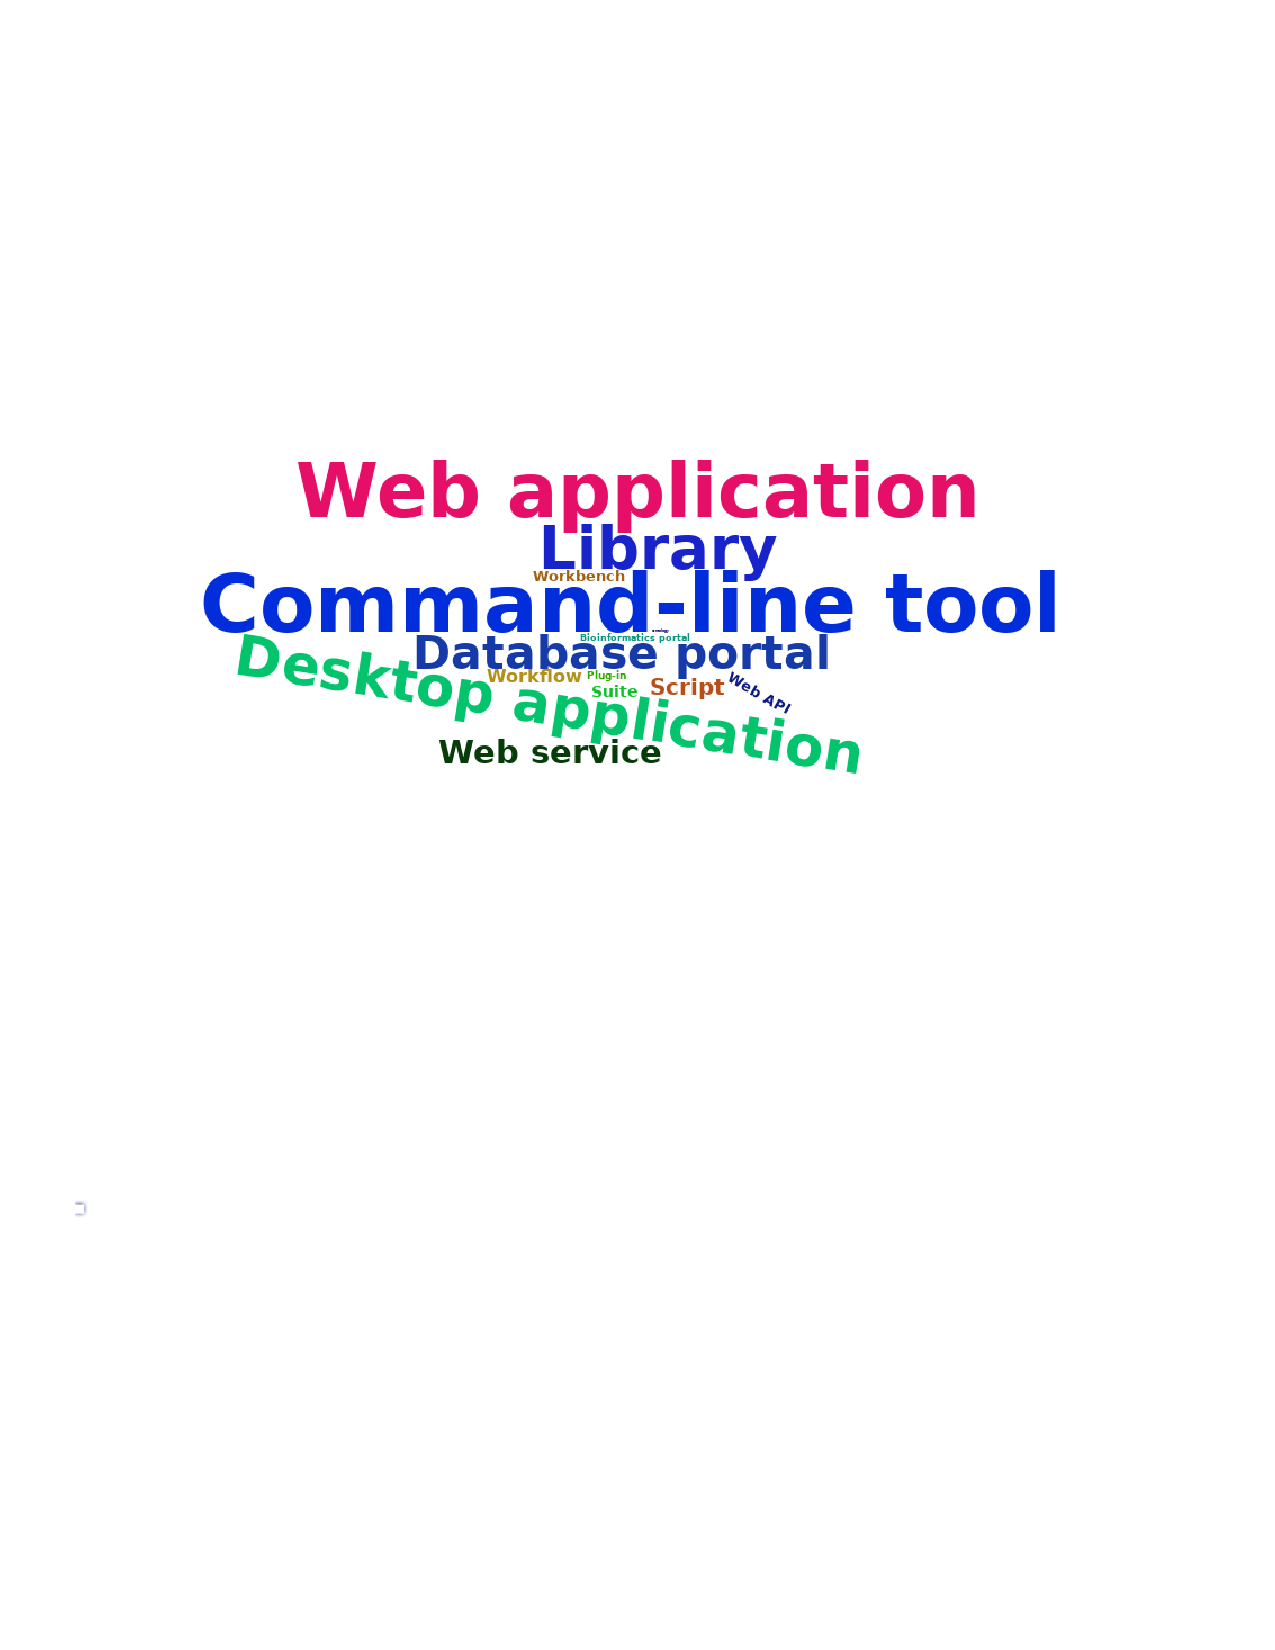 Web application
Library
Workbench
Command-line tool
Bioinformatics portal
Database portal
Desktop application
Workflow
Plug-in
Suite
Script
Web API
Web service